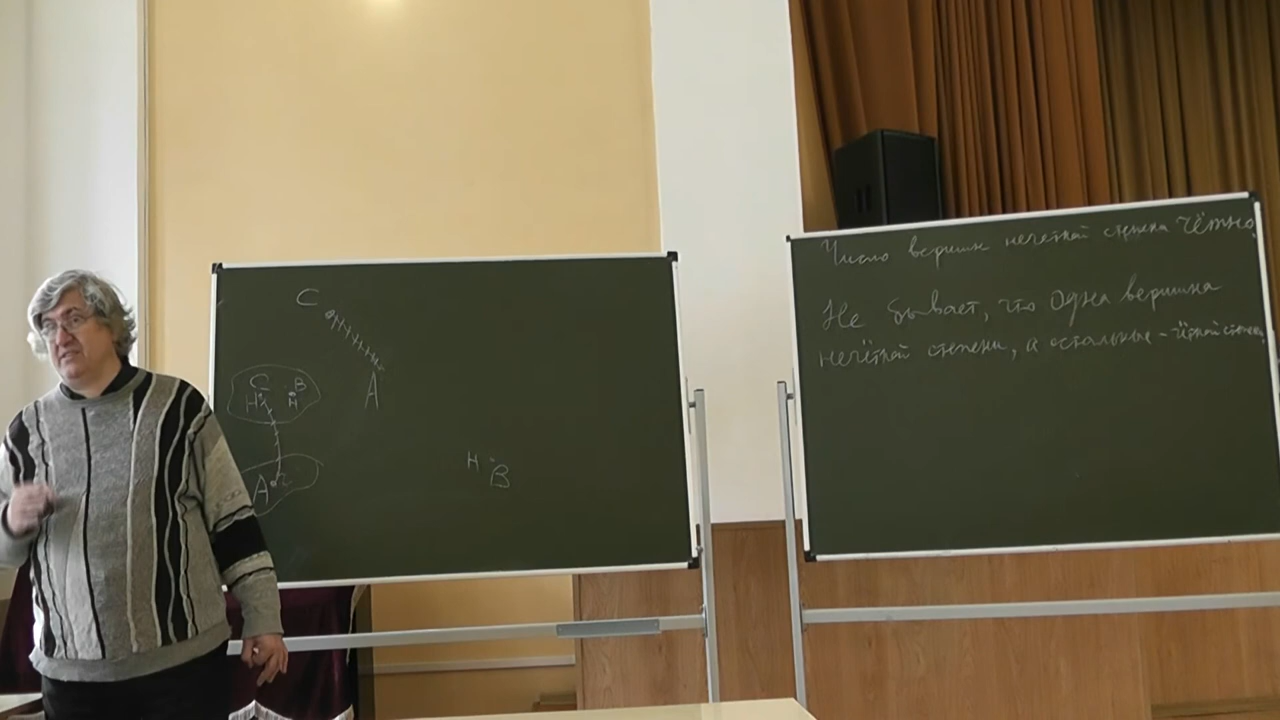 C
A
C В
Н Н
A
Н В
Число вершин нечётной степени чётно
Не бывает, что одна вершина
нечётной степени, а остальные - чётной степени